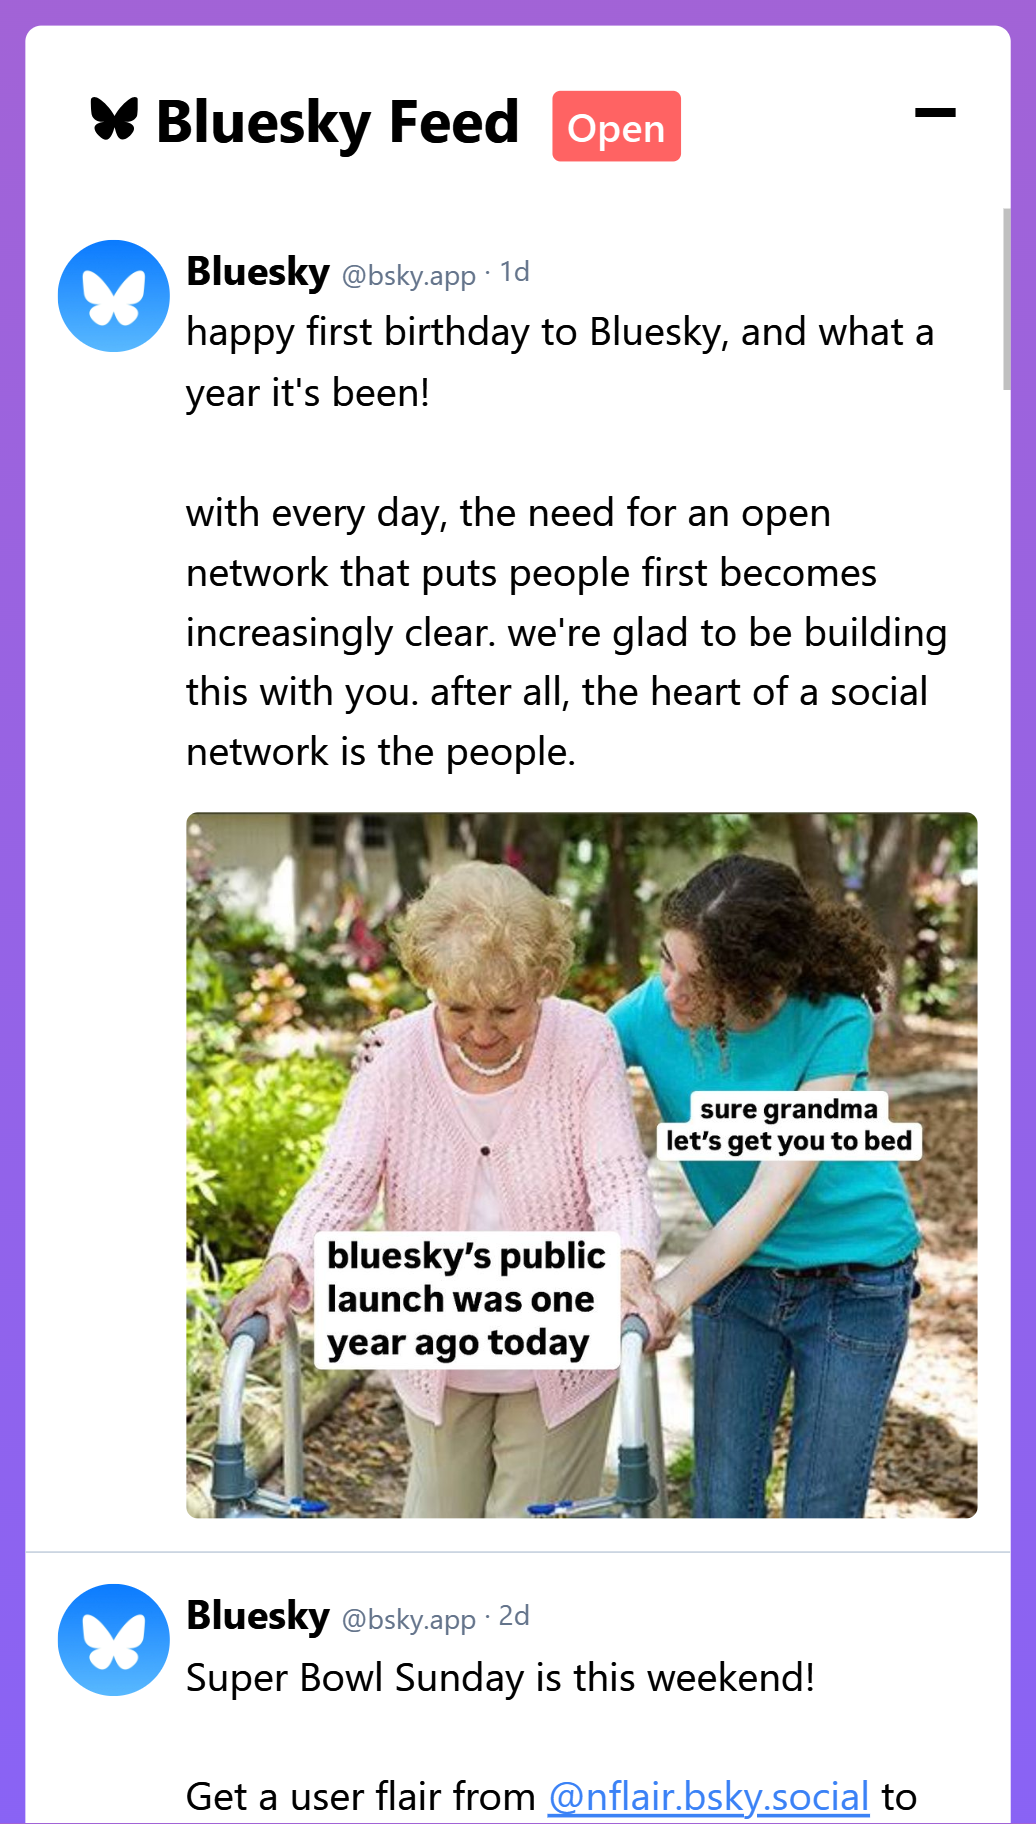 Bluesky Feed Open
Bluesky @bsky.app · 1d
happy first birthday to Bluesky, and what a
year it's been!
with every day, the need for an open
network that puts people first becomes
increasingly clear. we're glad to be building
this with you. after all, the heart of a social
network is the people.
sure grandma
let's get you to bed
bluesky's public
launch was one
year ago today
Bluesky @bsky.app · 2d
Super Bowl Sunday is this weekend!
Get a user flair from @nflair.bsky.social to